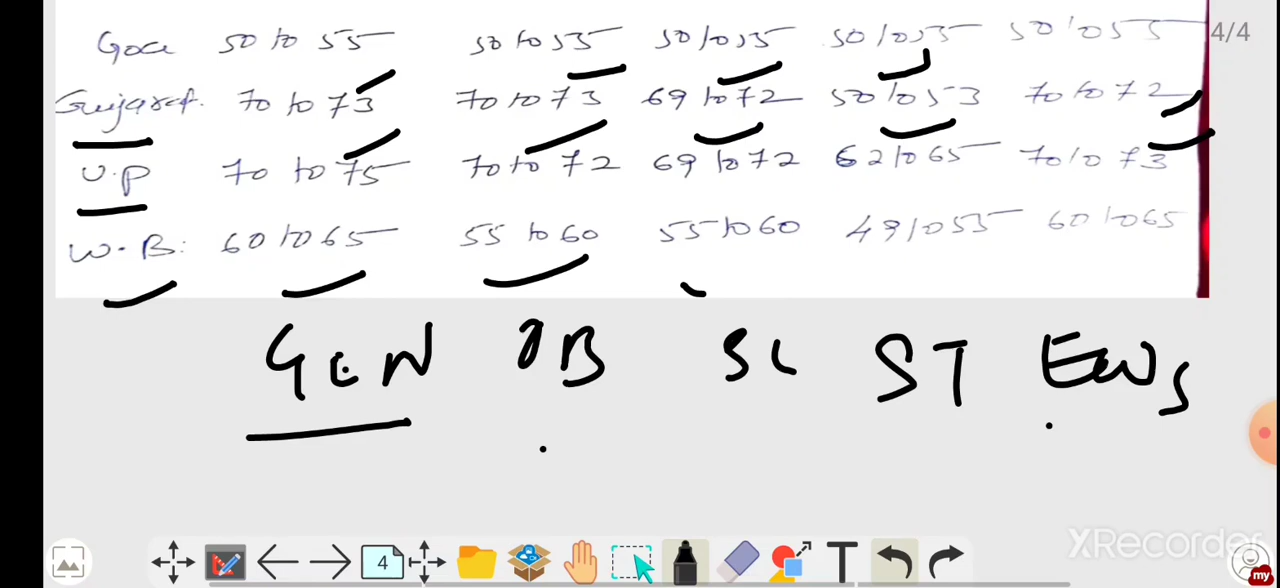 Goa 50 to 55 50 to 55 50 to 55 50 to 55 50 to 55 4/4
Gujarat. 70 to 73 70 to 73 69 to 72 50 to 53 70 to 72
U.P 70 to 75 70 to 72 69 to 72 62 to 65 70 to 73
W.B: 60 to 65 55 to 60 55 to 60 49 to 55 60 to 65
GEN OB SC ST EWS
XRecorder
4 T my